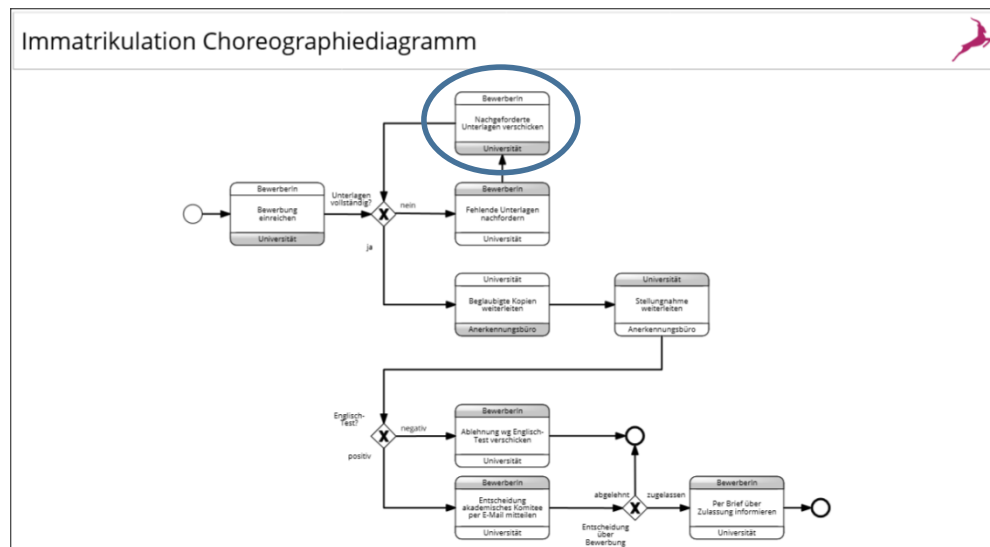 Immatrikulation Choreographiediagramm
BewerberIn
Nachgeforderte
Unterlagen verschicken
Universität
BewerberIn
Bewerbung
einreichen
Universität
Unterlagen
vollständig?
X
nein
ja
BewerberIn
Fehlende Unterlagen
nachfordern
Universität
Universität
Beglaubigte Kopien
weiterleiten
Anerkennungsbüro
Universität
Stellungnahme
weiterleiten
Anerkennungsbüro
Englisch-
Test?
X
negativ
positiv
BewerberIn
Ablehnung wg Englisch-
Test verschicken
Universität
BewerberIn
Entscheidung
akademisches Komitee
per E-Mail mitteilen
Universität
abgelehnt
X
zugelassen
Entscheidung
über
Bewerbung
BewerberIn
Per Brief über
Zulassung informieren
Universität